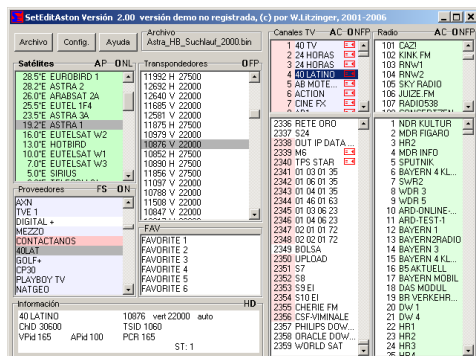 SetEditAston Versión 2.00 versión demo no registrada, (c) por W.Litzinger, 2001-2006
Archivo Config. Ayuda
Archivo
Astra_HB_Suchlauf_2000.bin
Satélites AP ONL
28.5°E EUROBIRD 1
28.2°E ASTRA 2
26.0°E ARABSAT 2A
25.5°E EUTEL 1F4
23.5°E ASTRA 3A
19.2°E ASTRA 1
16.0°E EUTELSAT W2
13.0°E HOTBIRD
10.0°E EUTELSAT W1
7.0°E EUTELSAT W3
5.0°E SIRIUS
Transpondedores OFP
11992 H 27500
12692 H 22000
12640 V 22000
11685 V 22000
12581 V 22000
11875 H 27500
10979 V 22000
10876 V 22000
10852 H 22000
10890 H 22000
11856 V 27500
11097 V 22000
10788 V 22000
11508 V 22000
10847 V 22000
Proveedores FS ON
AXN
TVE 1
DIGITAL +
MEZZO
CONTACTANOS
40LAT
GOLF+
CP30
PLAYBOY TV
NATGEO
FAV
FAVORITE 1
FAVORITE 2
FAVORITE 3
FAVORITE 4
FAVORITE 5
FAVORITE 6
Información HD
40 LATINO 10876 vert 22000 auto
ChID 30600 TSID 1060
VPid 165 APid 100 PCR 165
ST: 1
Canales TV AC ONFP
1 40 TV
2 24 HORAS
3 24 HORAS
4 40 LATINO
5 AB MOTE...
6 ACTION
7 CINE FX
2336 RETE ORO
2337 S24
2338 OUT IP DATA ...
2339 M6
2340 TPS STAR
2341 01 03 01 35
2342 01 06 01 35
2343 01 04 01 35
2344 01 46 01 63
2345 01 03 06 23
2346 01 04 06 23
2347 02 01 01 72
2348 02 02 01 72
2349 BOLSA
2350 UPLOAD
2351 S7
2352 S8
2353 S9 EI
2354 S10 EI
2355 CHERIE FM
2356 CSF-VIMINALE
2357 PHILIPS DOW...
2358 ORACLE DOW...
2359 WORLD SAT
Radio AC ONFP
101 CAZ!
102 KINK FM
103 RNW1
104 RNW2
105 SKY RADIO
106 JUIZE FM
107 RADIO538
1 NDR KULTUR
2 MDR FIGARO
3 HR2
4 MDR INFO
5 SPUTNIK
6 BAYERN 4 KL...
7 SWR2
8 WDR 3
9 WDR 5
10 ARD-ONLINE-...
11 ARD-TEST-1
12 BAYERN 1
13 BAYERN2RADIO
14 BAYERN 3
15 BAYERN 4 KL...
16 B5 AKTUELL
17 BAYERN MOBIL
18 DAS MODUL
19 BR VERKEHR...
20 DW 1
21 DW 4
22 HR1
23 HR2
24 HR3